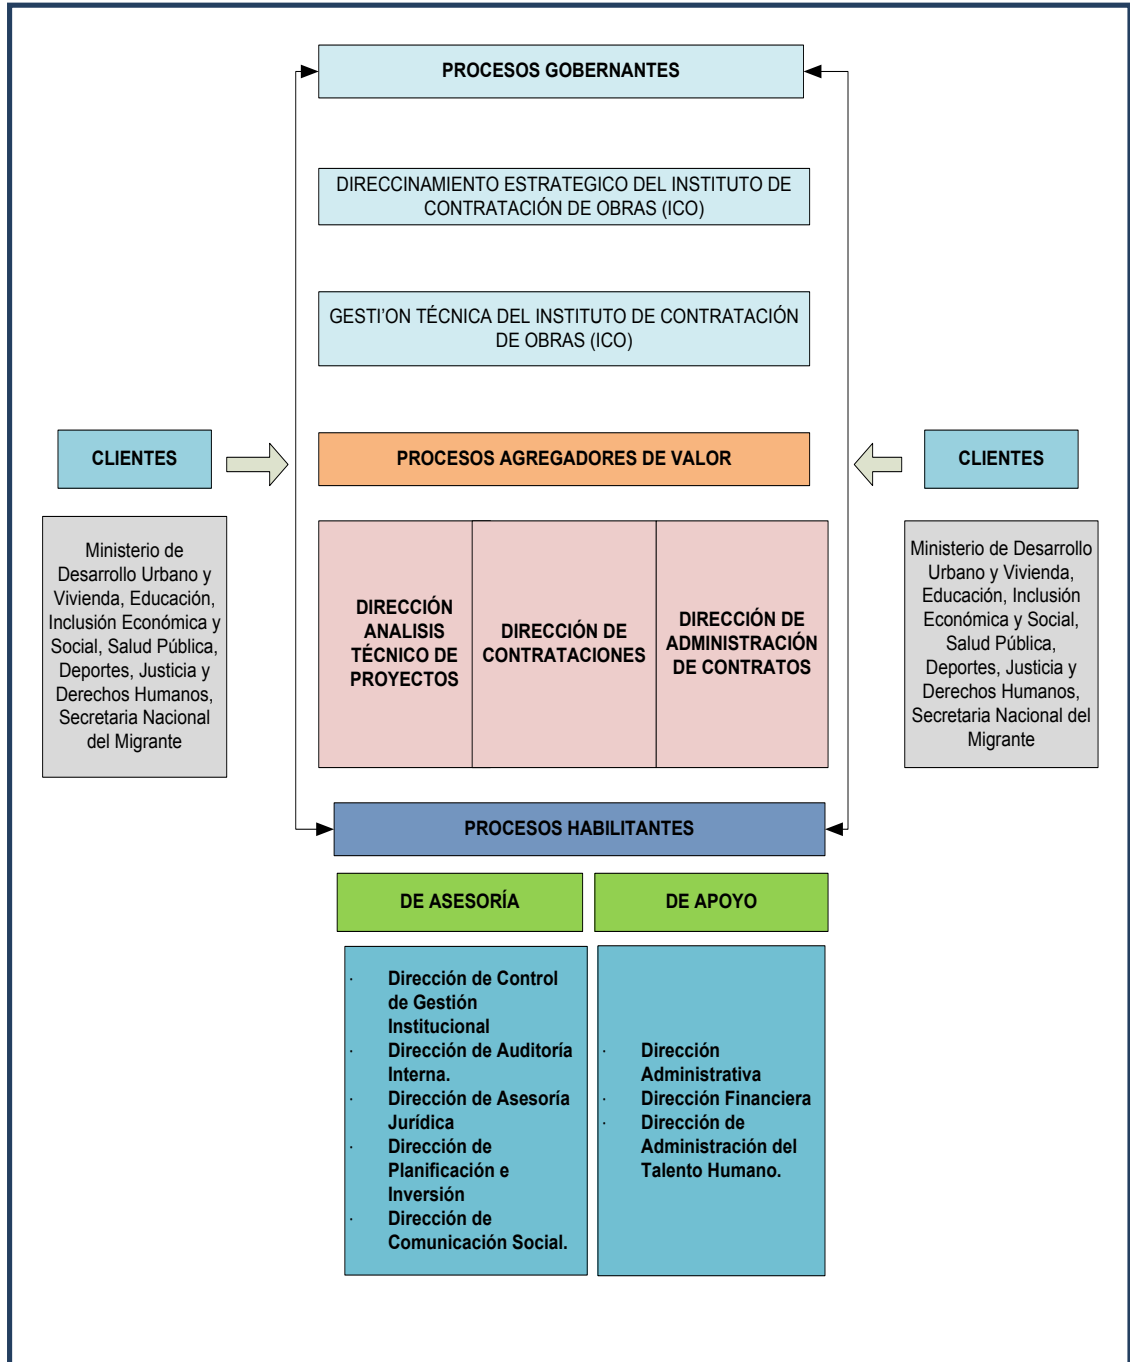 PROCESOS GOBERNANTES
DIRECCINAMIENTO ESTRATEGICO DEL INSTITUTO DE
CONTRATACIÓN DE OBRAS (ICO)
GESTI'ON TÉCNICA DEL INSTITUTO DE CONTRATACIÓN
DE OBRAS (ICO)
CLIENTES
Ministerio de
Desarrollo Urbano y
Vivienda, Educación,
Inclusión Económica y
Social, Salud Pública,
Deportes, Justicia y
Derechos Humanos,
Secretaria Nacional
del Migrante
PROCESOS AGREGADORES DE VALOR
DIRECCIÓN
ANALISIS
TÉCNICO DE
PROYECTOS
DIRECCIÓN DE
CONTRATACIONES
DIRECCIÓN DE
ADMINISTRACIÓN
DE CONTRATOS
CLIENTES
Ministerio de Desarrollo
Urbano y Vivienda,
Educación, Inclusión
Económica y Social,
Salud Pública,
Deportes, Justicia y
Derechos Humanos,
Secretaria Nacional del
Migrante
PROCESOS HABILITANTES
DE ASESORÍA
· Dirección de Control
de Gestión
Institucional
· Dirección de Auditoría
Interna.
· Dirección de Asesoría
Jurídica
· Dirección de
Planificación e
Inversión
· Dirección de
Comunicación Social.
DE APOYO
· Dirección
Administrativa
· Dirección Financiera
· Dirección de
Administración del
Talento Humano.